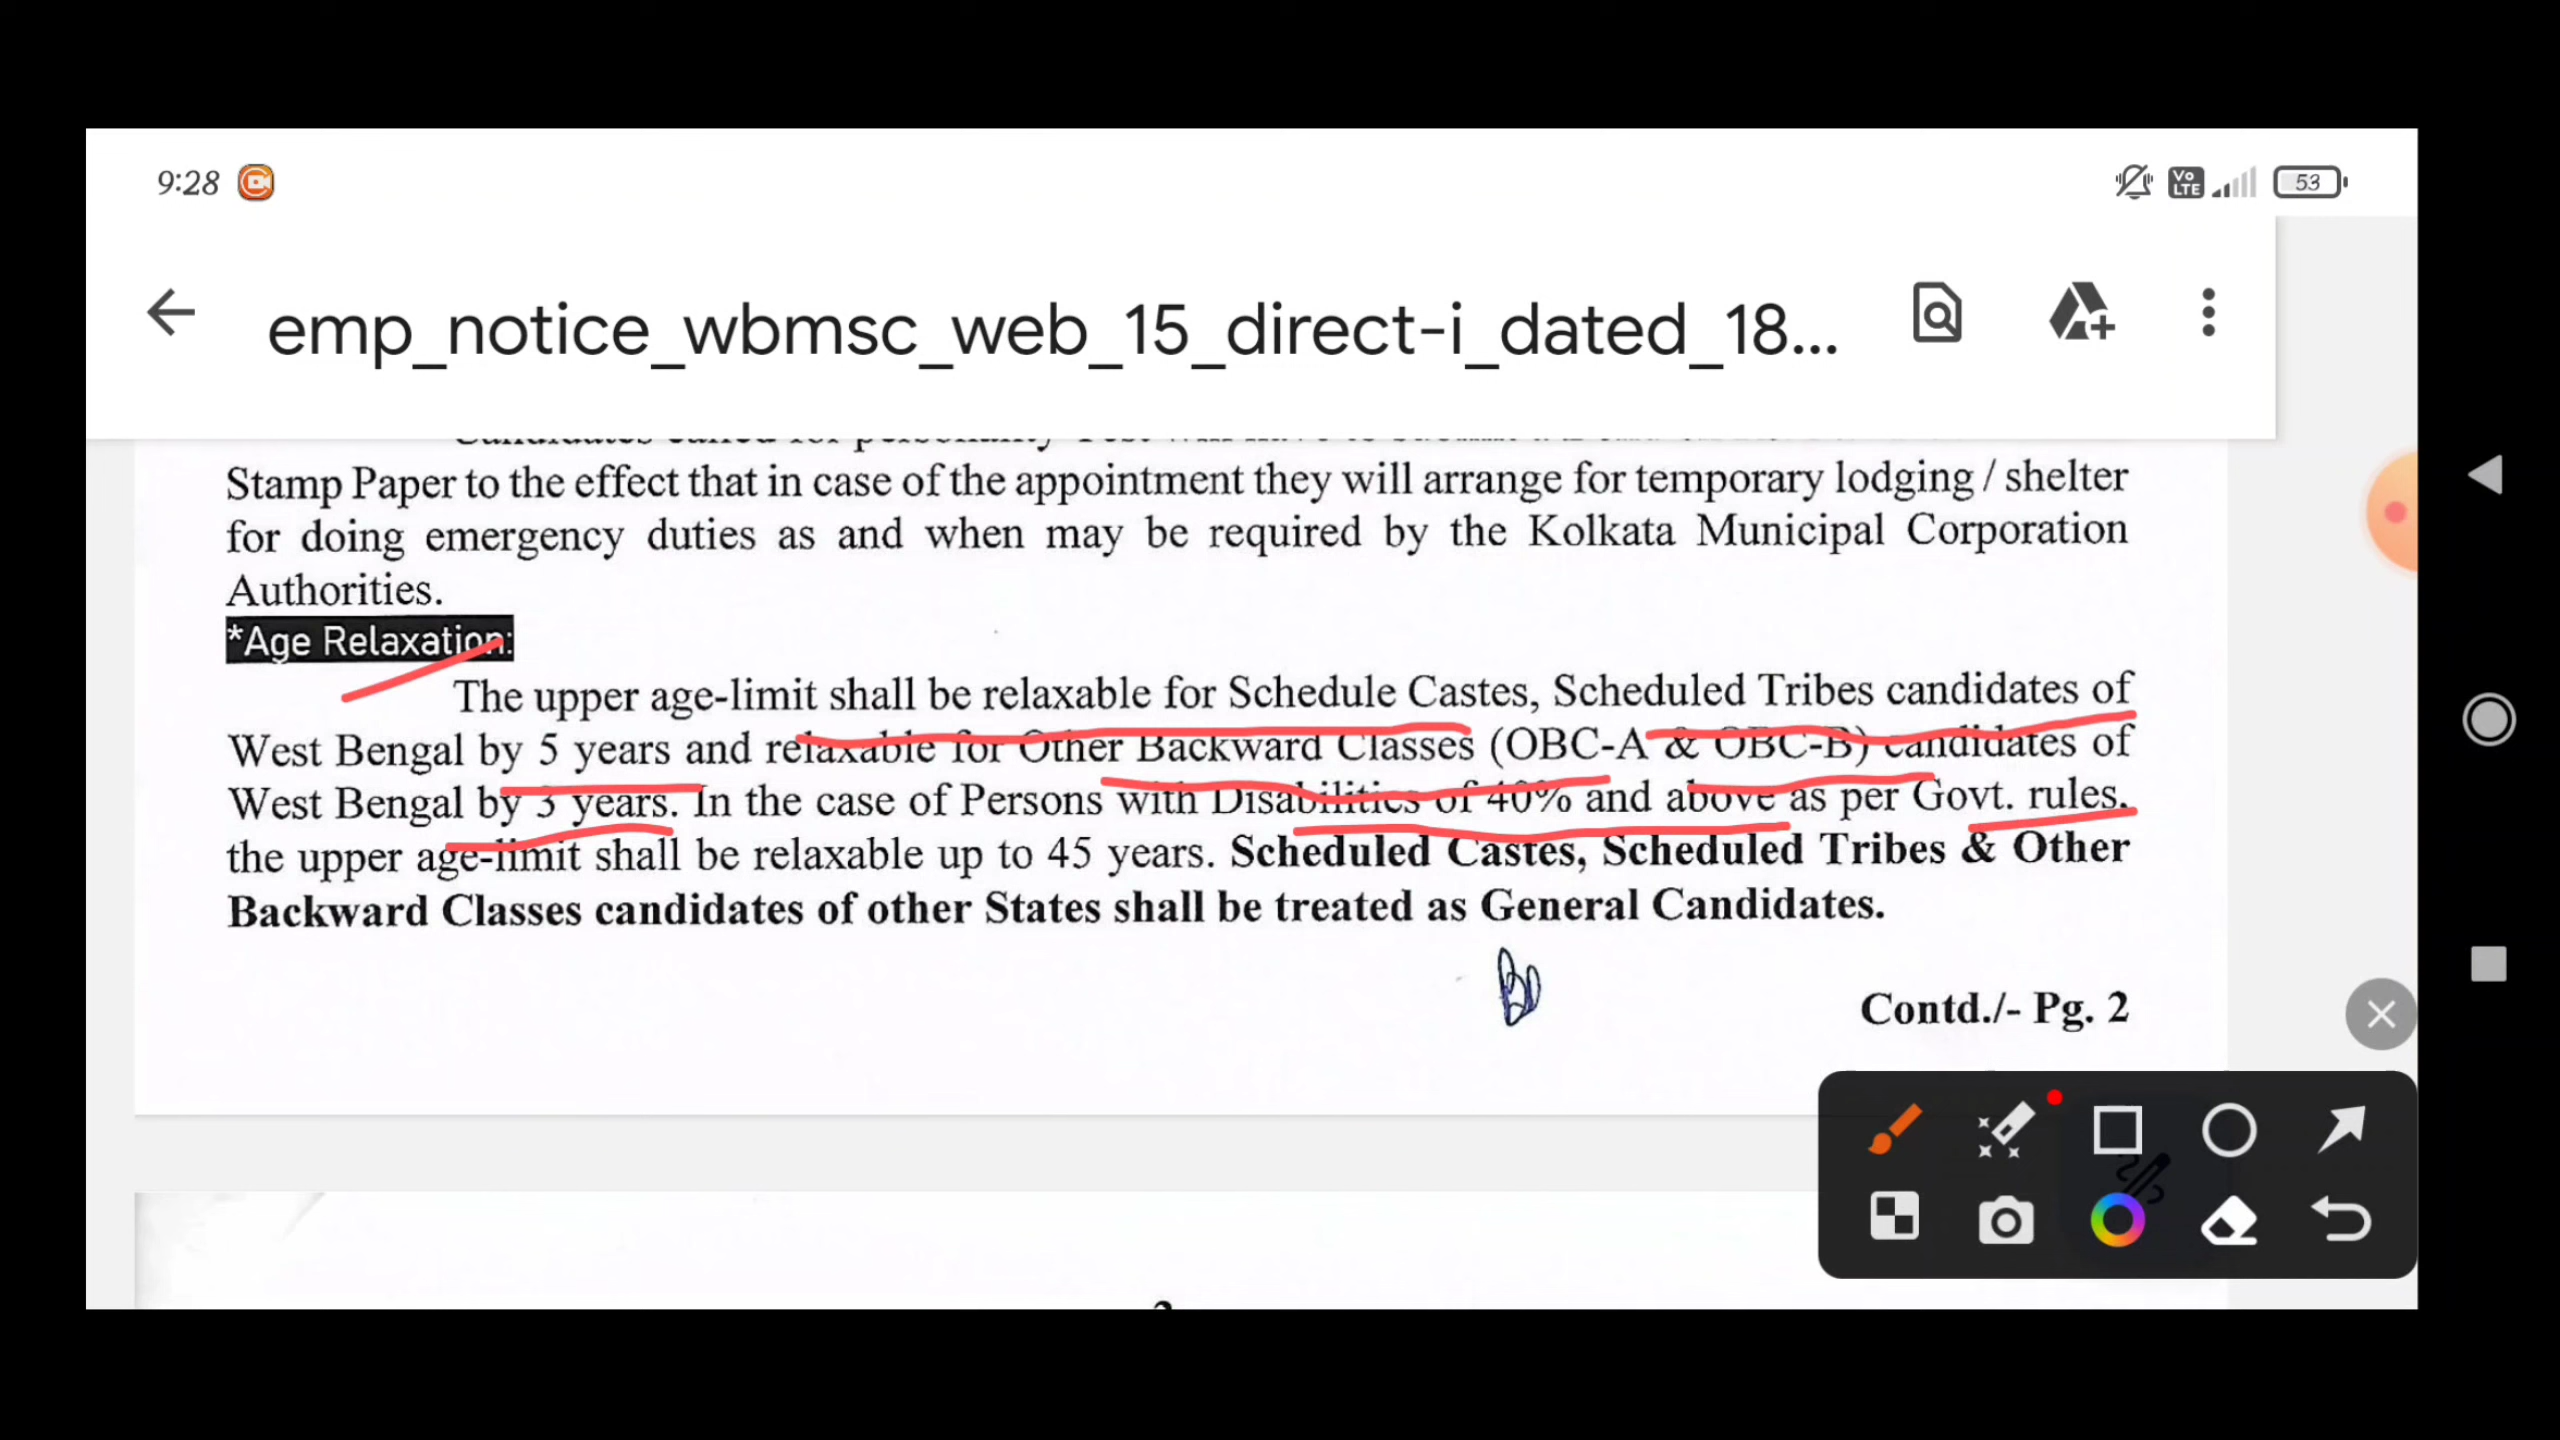 9:28
Vo LTE
53
emp_notice_wbmsc_web_15_direct-i_dated_18...
Stamp Paper to the effect that in case of the appointment they will arrange for temporary lodging / shelter
for doing emergency duties as and when may be required by the Kolkata Municipal Corporation
Authorities.
*Age Relaxation:
The upper age-limit shall be relaxable for Schedule Castes, Scheduled Tribes candidates of
West Bengal by 5 years and relaxable for Other Backward Classes (OBC-A & OBC-B) candidates of
West Bengal by 3 years. In the case of Persons with Disabilities of 40% and above as per Govt. rules,
the upper age-limit shall be relaxable up to 45 years. Scheduled Castes, Scheduled Tribes & Other
Backward Classes candidates of other States shall be treated as General Candidates.
Contd./- Pg. 2